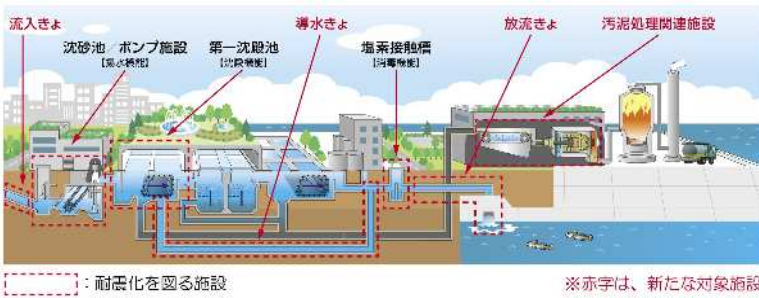 流入きょ
導水きょ
放流きょ
汚泥処理関連施設
沈砂池／ポンプ施設
【揚水機能】
第一沈殿池
【沈殿機能】
塩素接触槽
【消毒機能】
：耐震化を図る施設
※赤字は、新たな対象施設